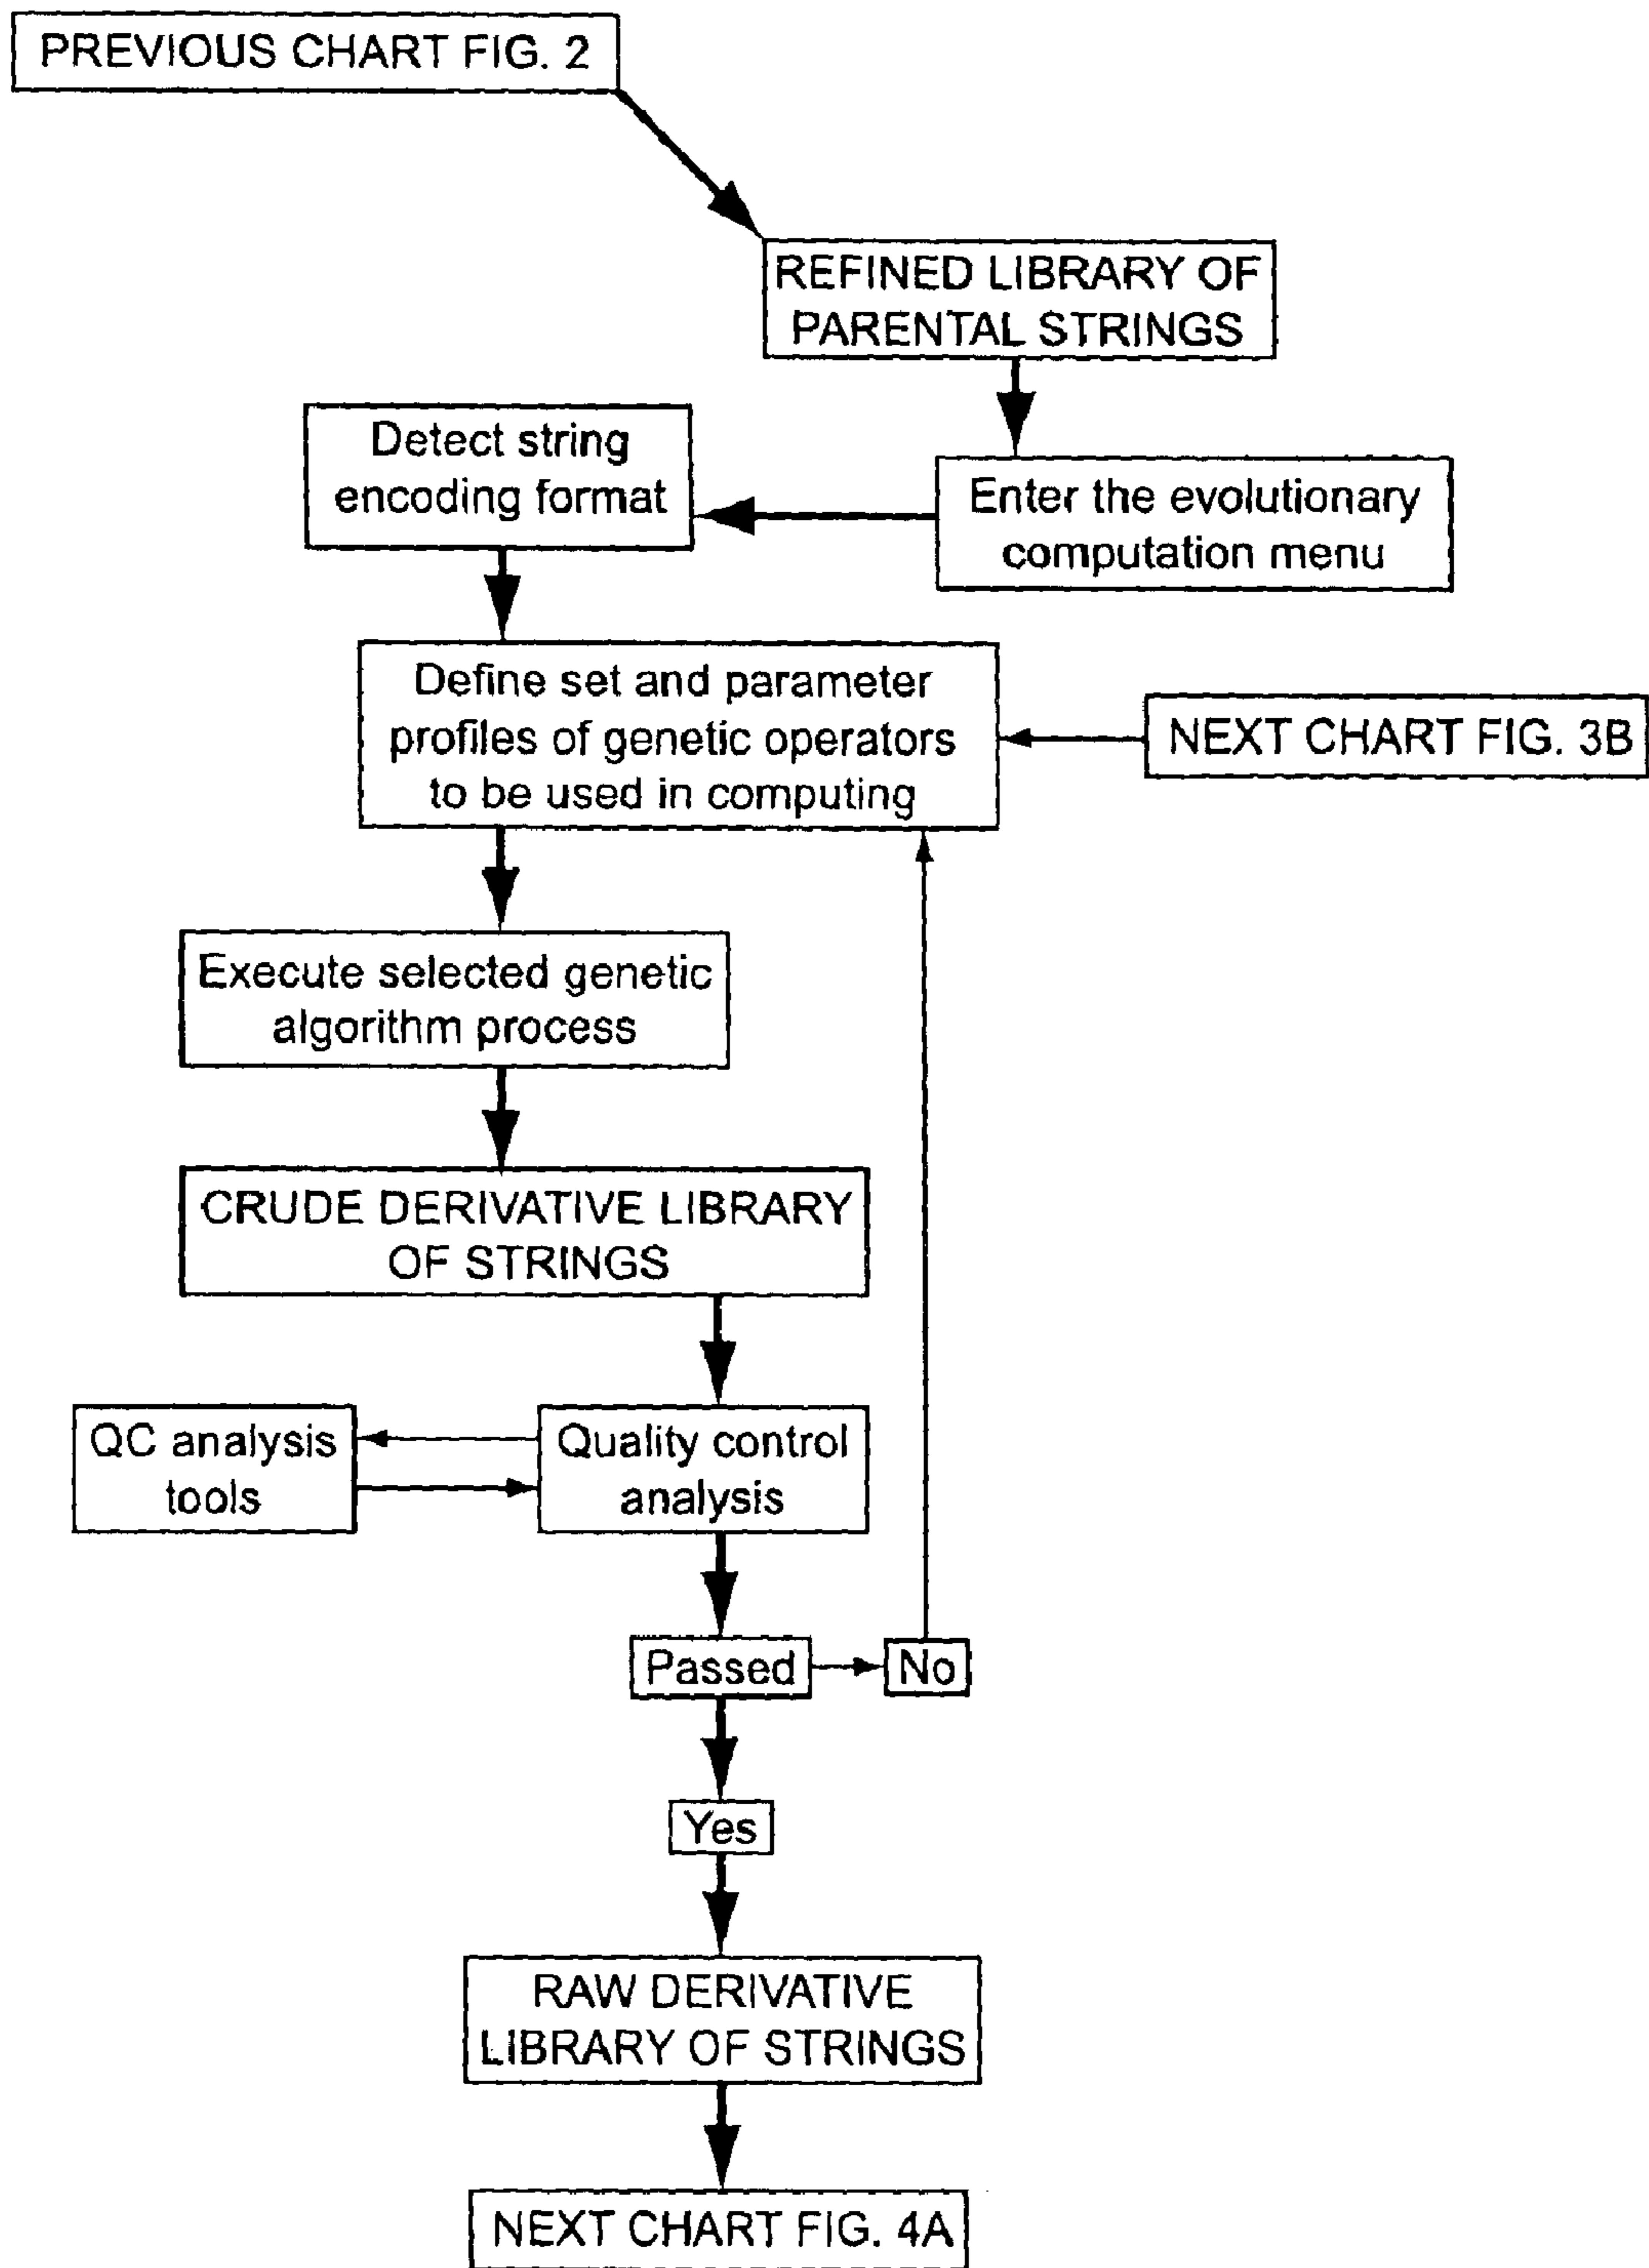 PREVIOUS CHART FIG. 2
REFINED LIBRARY OF
PARENTAL STRINGS
Detect string
encoding format
Enter the evolutionary
computation menu
Define set and parameter
profiles of genetic operators
to be used in computing
NEXT CHART FIG. 3B
Execute selected genetic
algorithm process
CRUDE DERIVATIVE LIBRARY
OF STRINGS
QC analysis
tools
Quality control
analysis
Passed
No
Yes
RAW DERIVATIVE
LIBRARY OF STRINGS
NEXT CHART FIG. 4A